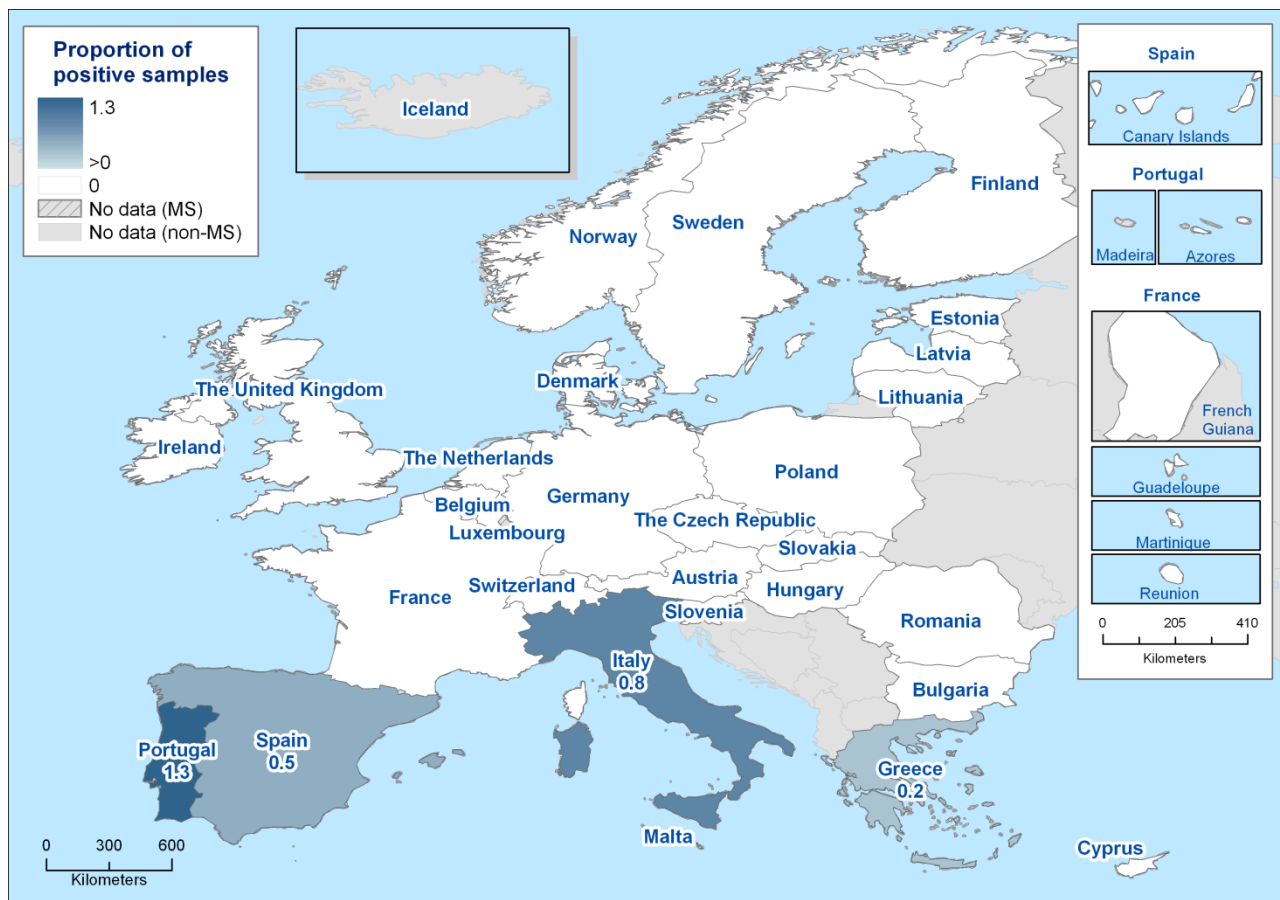 Proportion of
positive samples
1.3
>0
0
No data (MS)
No data (non-MS)
Iceland
Norway
Sweden
Finland
Estonia
Latvia
Lithuania
Denmark
The United Kingdom
Ireland
The Netherlands
Belgium
Luxembourg
Germany
Poland
The Czech Republic
Slovakia
Austria
Hungary
Switzerland
France
Slovenia
Romania
Bulgaria
Italy
0.8
Portugal
1.3
Spain
0.5
Greece
0.2
Malta
Cyprus
0 300 600
Kilometers
Spain
Canary Islands
Portugal
Madeira
Azores
France
French
Guiana
Guadeloupe
Martinique
Reunion
0 205 410
Kilometers